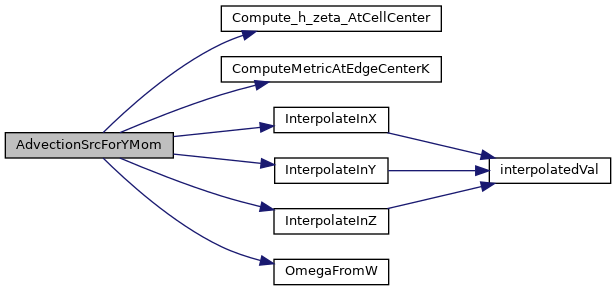 Compute_h_zeta_AtCellCenter
ComputeMetricAtEdgeCenterK
InterpolateInX
AdvectionSrcForYMom
InterpolateInY
interpolatedVal
InterpolateInZ
OmegaFromW